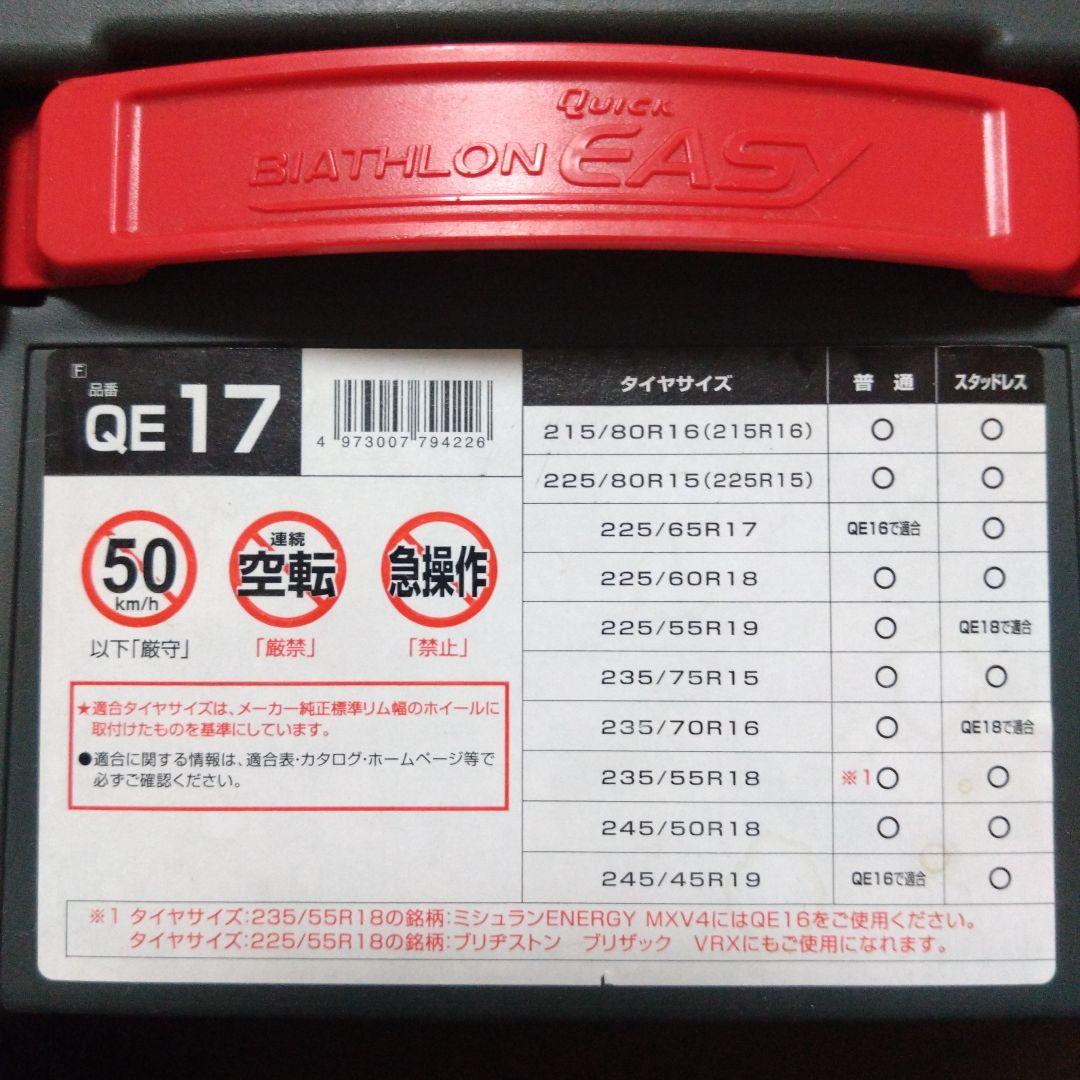 QUICK
BIATHLON EASY
F
品番
QE17
4 973007 794226
50
km/h
以下「厳守」
連続
空転
「厳禁」
急操作
「禁止」
★適合タイヤサイズは、メーカー純正標準リム幅のホイールに
取付けたものを基準にしています。
●適合に関する情報は、適合表・カタログ・ホームページ等で
必ずご確認ください。
タイヤサイズ 普通 スタッドレス
215/80R16(215R16) ○ ○
225/80R15(225R15) ○ ○
225/65R17 QE16で適合 ○
225/60R18 ○ ○
225/55R19 ○ QE18で適合
235/75R15 ○ ○
235/70R16 ○ QE18で適合
235/55R18 ※1○ ○
245/50R18 ○ ○
245/45R19 QE16で適合 ○
※1 タイヤサイズ:235/55R18の銘柄:ミシュランENERGY MXV4にはQE16をご使用ください。
タイヤサイズ:225/55R18の銘柄:ブリヂストン ブリザック VRXにもご使用になれます。